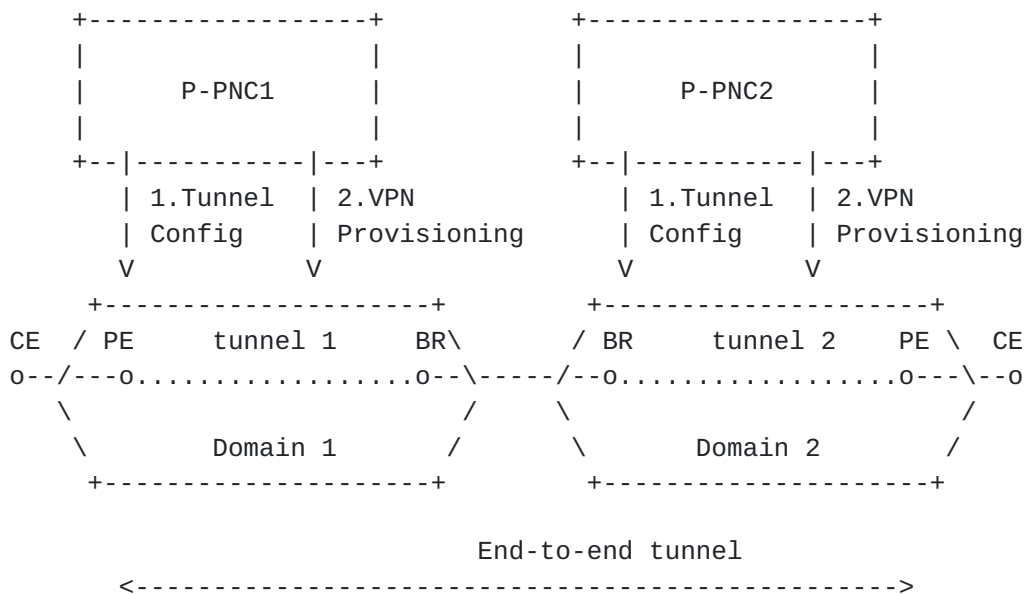 P-PNC1 P-PNC2
1.Tunnel 2.VPN 1.Tunnel 2.VPN
Config Provisioning Config Provisioning
V V V V
CE PE tunnel 1 BR BR tunnel 2 PE CE
o o o o o o
Domain 1 Domain 2
End-to-end tunnel